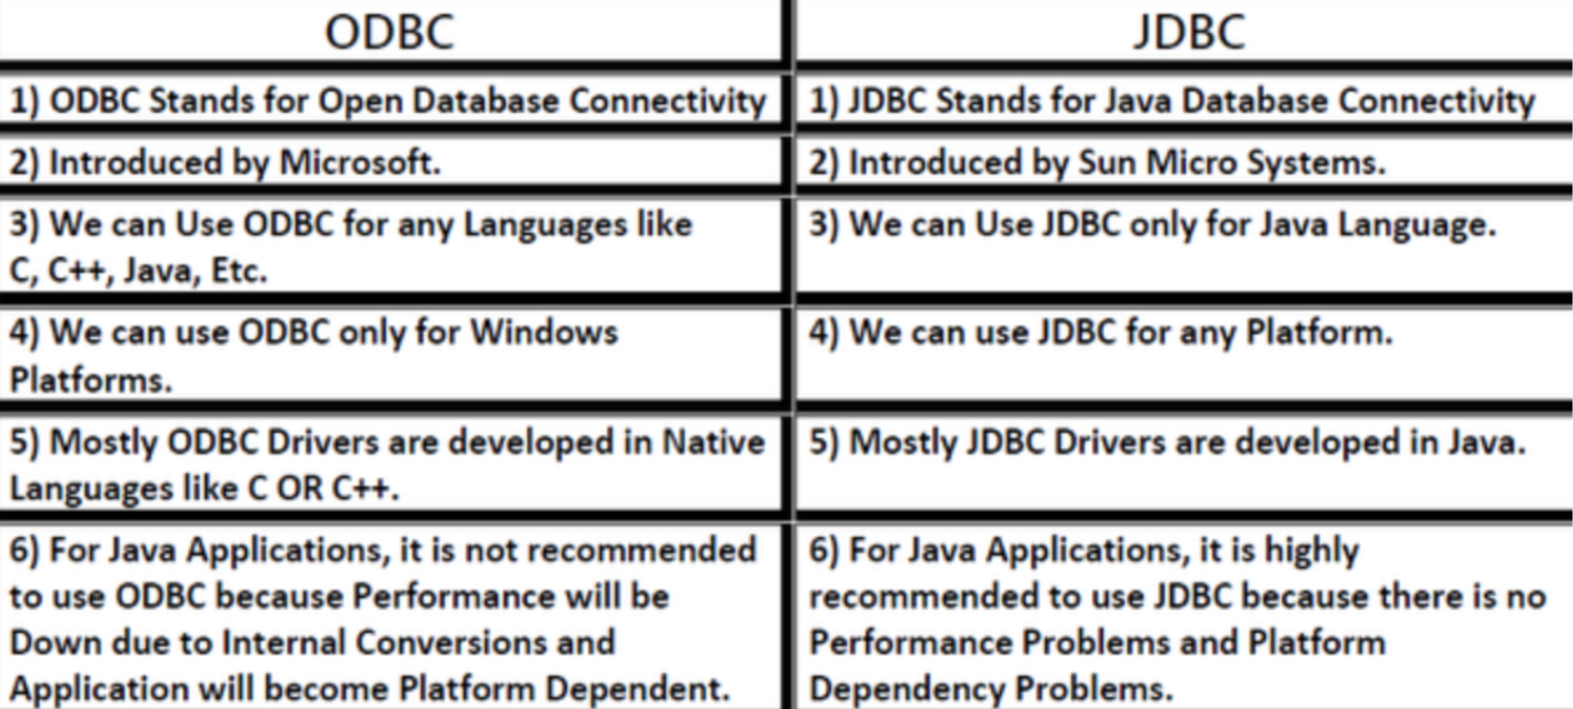 ODBC
JDBC
1) ODBC Stands for Open Database Connectivity
1) JDBC Stands for Java Database Connectivity
2) Introduced by Microsoft.
2) Introduced by Sun Micro Systems.
3) We can Use ODBC for any Languages like
C, C++, Java, Etc.
3) We can Use JDBC only for Java Language.
4) We can use ODBC only for Windows
Platforms.
4) We can use JDBC for any Platform.
5) Mostly ODBC Drivers are developed in Native
Languages like C OR C++.
5) Mostly JDBC Drivers are developed in Java.
6) For Java Applications, it is not recommended
to use ODBC because Performance will be
Down due to Internal Conversions and
Application will become Platform Dependent.
6) For Java Applications, it is highly
recommended to use JDBC because there is no
Performance Problems and Platform
Dependency Problems.